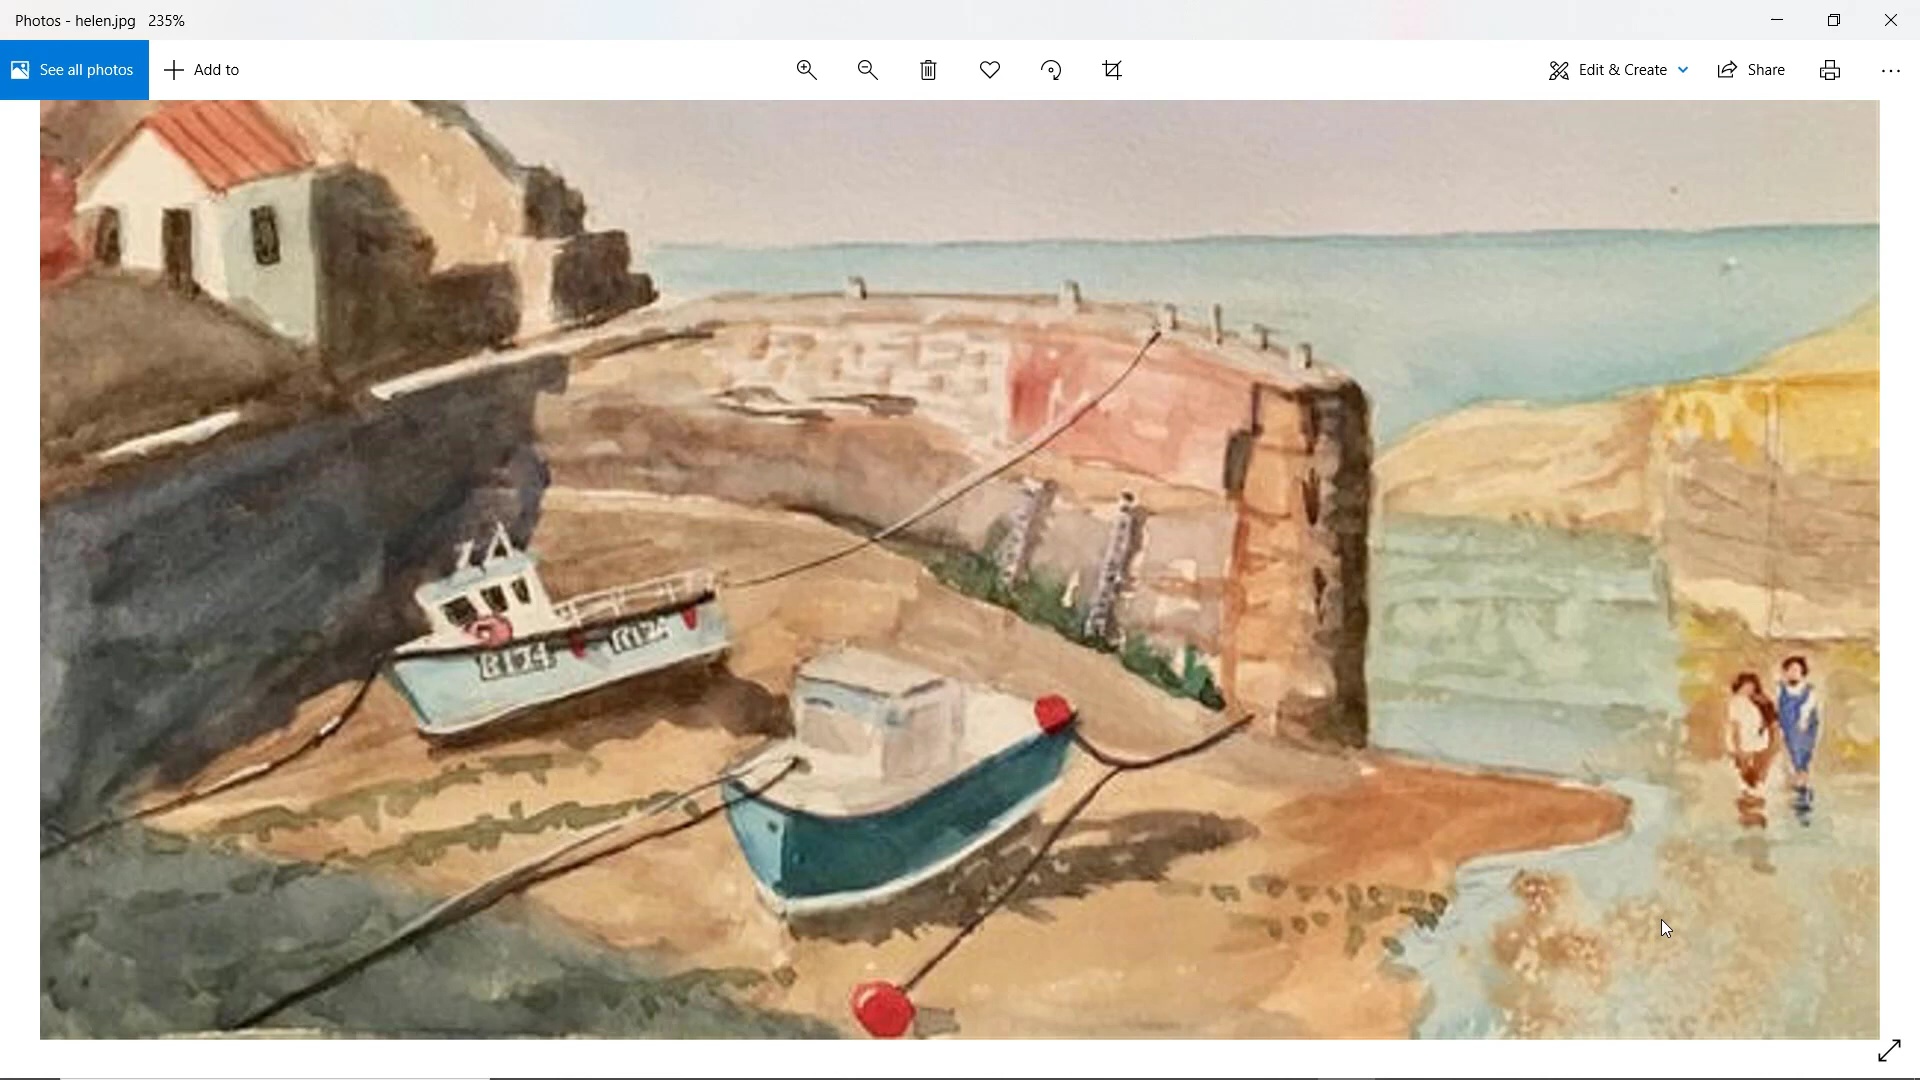 Photos - helen.jpg 235%
See all photos
Add to
Edit & Create
Share